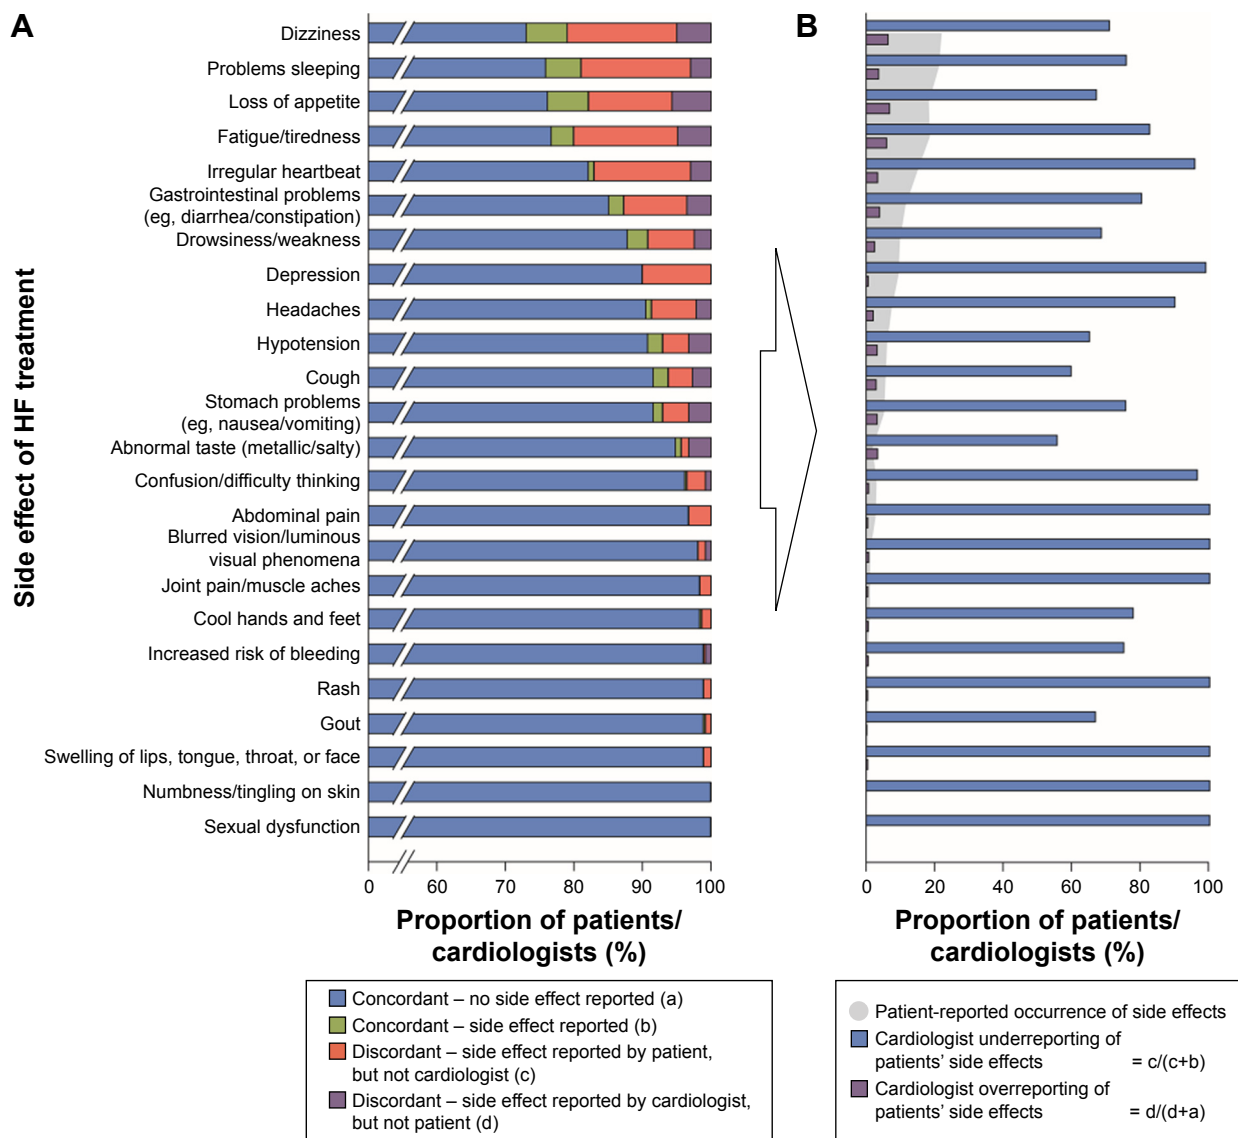 A
B
Side effect of HF treatment
Dizziness
Problems sleeping
Loss of appetite
Fatigue/tiredness
Irregular heartbeat
Gastrointestinal problems
(eg, diarrhea/constipation)
Drowsiness/weakness
Depression
Headaches
Hypotension
Cough
Stomach problems
(eg, nausea/vomiting)
Abnormal taste (metallic/salty)
Confusion/difficulty thinking
Abdominal pain
Blurred vision/luminous
visual phenomena
Joint pain/muscle aches
Cool hands and feet
Increased risk of bleeding
Rash
Gout
Swelling of lips, tongue, throat, or face
Numbness/tingling on skin
Sexual dysfunction
0 60 70 80 90 100
Proportion of patients/
cardiologists (%)
0 20 40 60 80 100
Proportion of patients/
cardiologists (%)
Concordant – no side effect reported (a)
Concordant – side effect reported (b)
Discordant – side effect reported by patient,
but not cardiologist (c)
Discordant – side effect reported by cardiologist,
but not patient (d)
Patient-reported occurrence of side effects
Cardiologist underreporting of
patients’ side effects = c/(c+b)
Cardiologist overreporting of
patients’ side effects = d/(d+a)